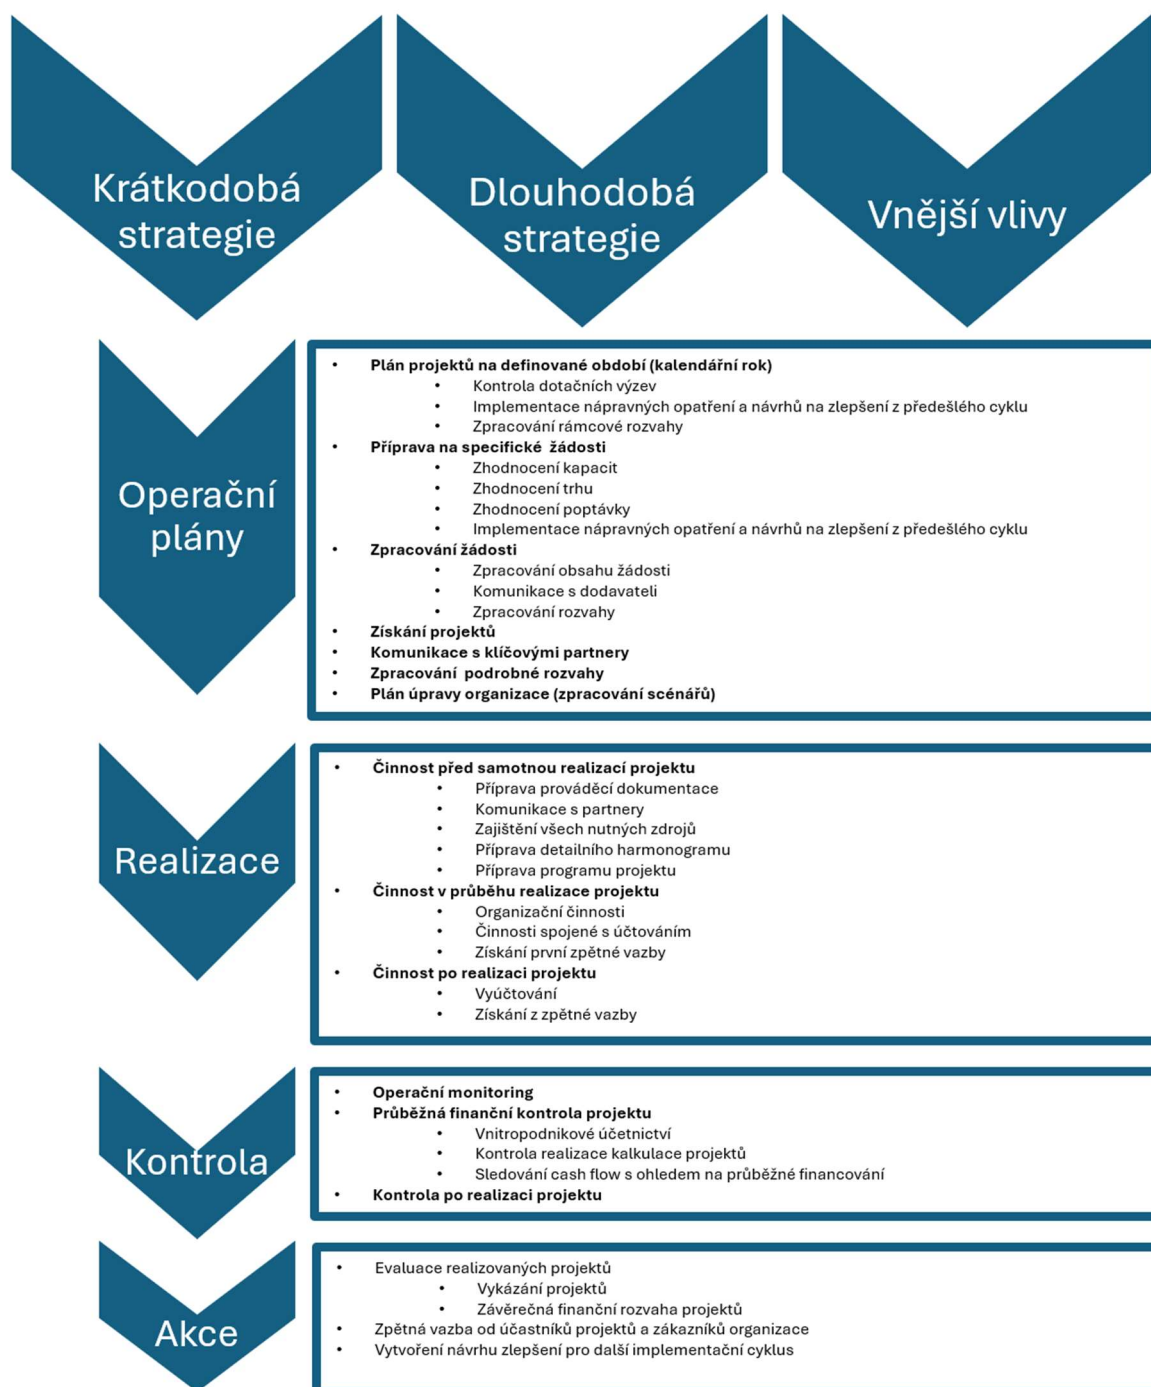 Krátkodobá
strategie
Dlouhodobá
strategie
Vnější vlivy
Operační
plány
• Plán projektů na definované období (kalendářní rok)
• Kontrola dotačních výzev
• Implementace nápravných opatření a návrhů na zlepšení z předešlého cyklu
• Zpracování rámcové rozvahy
• Příprava na specifické žádosti
• Zhodnocení kapacit
• Zhodnocení trhu
• Zhodnocení poptávky
• Implementace nápravných opatření a návrhů na zlepšení z předešlého cyklu
• Zpracování žádosti
• Zpracování obsahu žádosti
• Komunikace s dodavateli
• Zpracování rozvahy
• Získání projektů
• Komunikace s klíčovými partnery
• Zpracování podrobné rozvahy
• Plán úpravy organizace (zpracování scénářů)
Realizace
• Činnost před samotnou realizací projektu
• Příprava prováděcí dokumentace
• Komunikace s partnery
• Zajištění všech nutných zdrojů
• Příprava detailního harmonogramu
• Příprava programu projektu
• Činnost v průběhu realizace projektu
• Organizační činnosti
• Činnosti spojené s účtováním
• Získání první zpětné vazby
• Činnost po realizaci projektu
• Vyúčtování
• Získání z zpětné vazby
Kontrola
• Operační monitoring
• Průběžná finanční kontrola projektu
• Vnitropodnikové účetnictví
• Kontrola realizace kalkulace projektů
• Sledování cash flow s ohledem na průběžné financování
• Kontrola po realizaci projektu
Akce
• Evaluace realizovaných projektů
• Vykázání projektů
• Závěrečná finanční rozvaha projektů
• Zpětná vazba od účastníků projektů a zákazníků organizace
• Vytvoření návrhu zlepšení pro další implementační cyklus